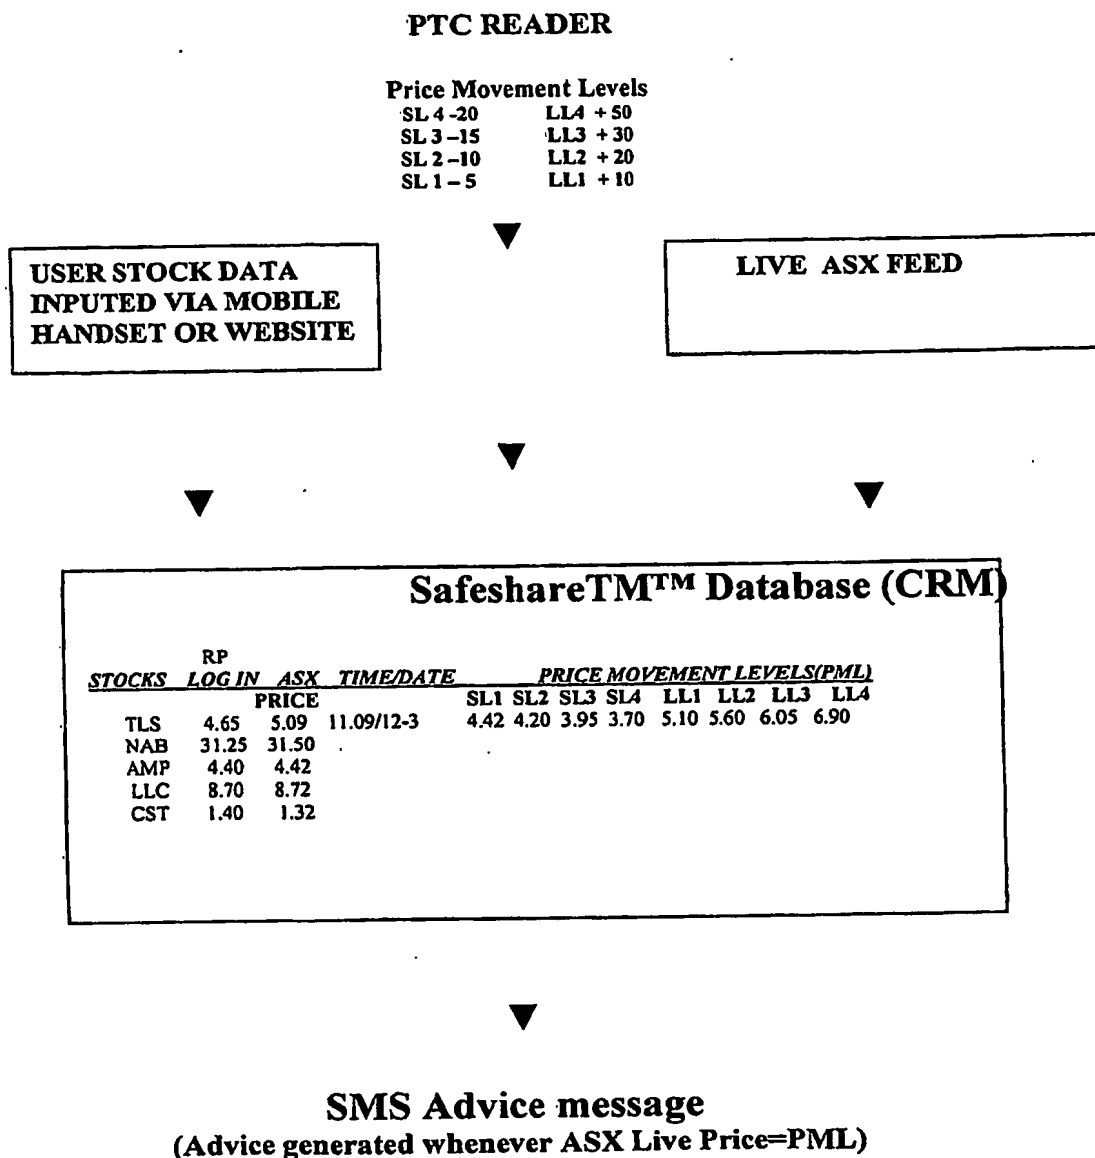 PTC READER
Price Movement Levels
SL 4 -20 LL4 + 50
SL 3 –15 LL3 + 30
SL 2 –10 LL2 + 20
SL 1 – 5 LL1 + 10
USER STOCK DATA
INPUTED VIA MOBILE
HANDSET OR WEBSITE
LIVE ASX FEED
SafeshareTM™ Database (CRM)
RP
STOCKS LOG IN ASX TIME/DATE PRICE MOVEMENT LEVELS(PML)
PRICE SL1 SL2 SL3 SL4 LL1 LL2 LL3 LL4
TLS 4.65 5.09 11.09/12-3 4.42 4.20 3.95 3.70 5.10 5.60 6.05 6.90
NAB 31.25 31.50
AMP 4.40 4.42
LLC 8.70 8.72
CST 1.40 1.32
SMS Advice message
(Advice generated whenever ASX Live Price=PML)